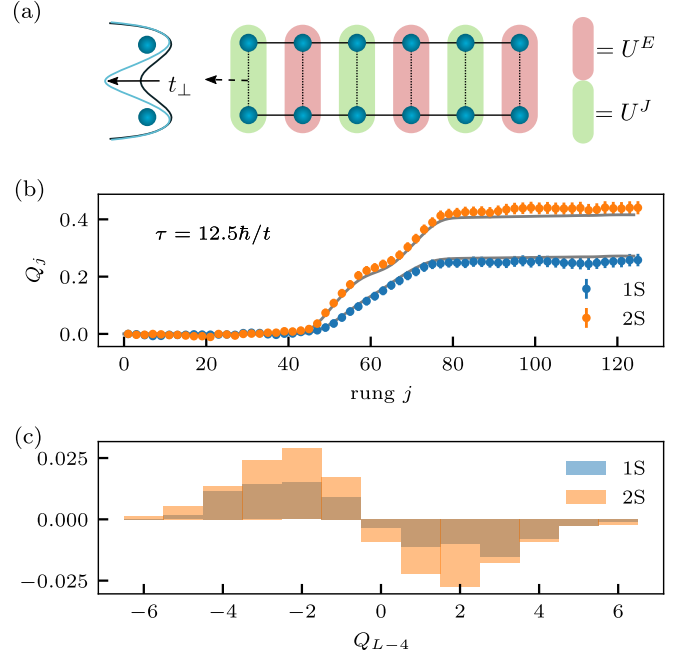 (a)
t⊥
= U^E
= U^J
(b)
Q_j
0.4
0.2
0.0
τ = 12.5ħ/t
1S
2S
0 20 40 60 80 100 120
rung j
(c)
0.025
0.000
−0.025
1S
2S
−6 −4 −2 0 2 4 6
Q_{L−4}